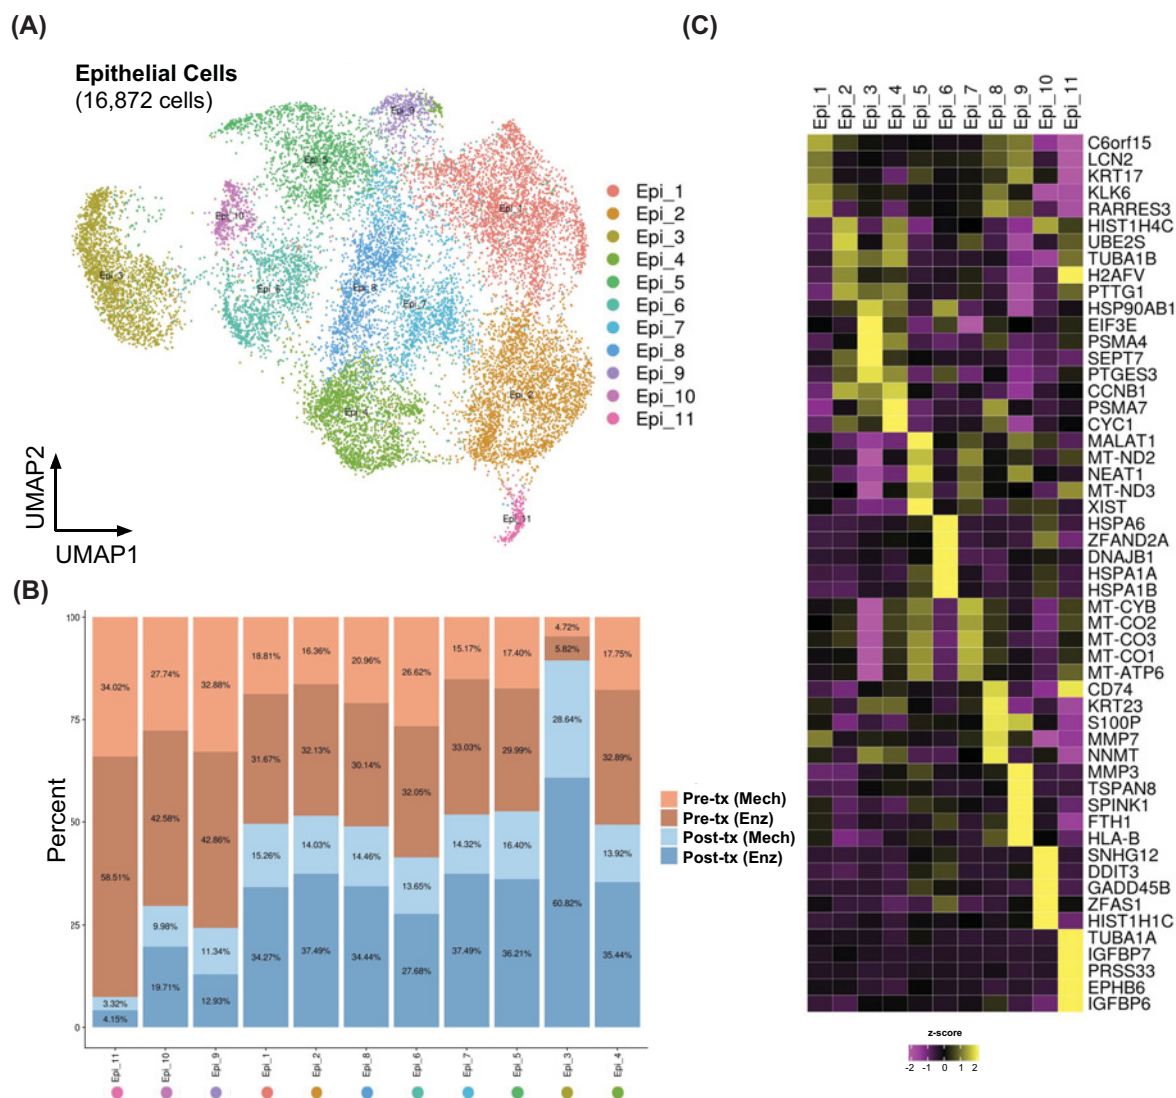 (A)
Epithelial Cells
(16,872 cells)
Epi_9
Epi_5
Epi_1
Epi_10
Epi_3
Epi_6
Epi_8
Epi_7
Epi_2
Epi_4
Epi_11
UMAP2
UMAP1
Epi_1
Epi_2
Epi_3
Epi_4
Epi_5
Epi_6
Epi_7
Epi_8
Epi_9
Epi_10
Epi_11
(B)
Percent
100
75
50
25
0
34.02%
58.51%
3.32%
4.15%
27.74%
42.58%
9.98%
19.71%
32.88%
42.86%
11.34%
12.93%
18.81%
31.67%
15.26%
34.27%
16.36%
32.13%
14.03%
37.49%
20.96%
30.14%
14.46%
34.44%
26.62%
32.05%
13.65%
27.68%
15.17%
33.03%
14.32%
37.49%
17.40%
29.99%
16.40%
36.21%
4.72%
5.82%
28.64%
60.82%
17.75%
32.89%
13.92%
35.44%
Epi_11
Epi_10
Epi_9
Epi_1
Epi_2
Epi_8
Epi_6
Epi_7
Epi_5
Epi_3
Epi_4
Pre-tx (Mech)
Pre-tx (Enz)
Post-tx (Mech)
Post-tx (Enz)
(C)
Epi_1
Epi_2
Epi_3
Epi_4
Epi_5
Epi_6
Epi_7
Epi_8
Epi_9
Epi_10
Epi_11
C6orf15
LCN2
KRT17
KLK6
RARRES3
HIST1H4C
UBE2S
TUBA1B
H2AFV
PTTG1
HSP90AB1
EIF3E
PSMA4
SEPT7
PTGES3
CCNB1
PSMA7
CYC1
MALAT1
MT-ND2
NEAT1
MT-ND3
XIST
HSPA6
ZFAND2A
DNAJB1
HSPA1A
HSPA1B
MT-CYB
MT-CO2
MT-CO3
MT-CO1
MT-ATP6
CD74
KRT23
S100P
MMP7
NNMT
MMP3
TSPAN8
SPINK1
FTH1
HLA-B
SNHG12
DDIT3
GADD45B
ZFAS1
HIST1H1C
TUBA1A
IGFBP7
PRSS33
EPHB6
IGFBP6
z-score
-2 -1 0 1 2